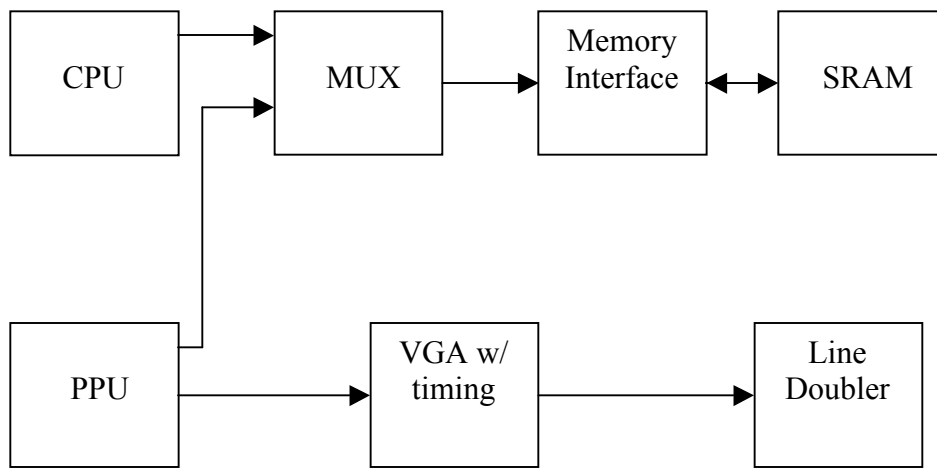 CPU
MUX
Memory
Interface
SRAM
PPU
VGA w/
timing
Line
Doubler